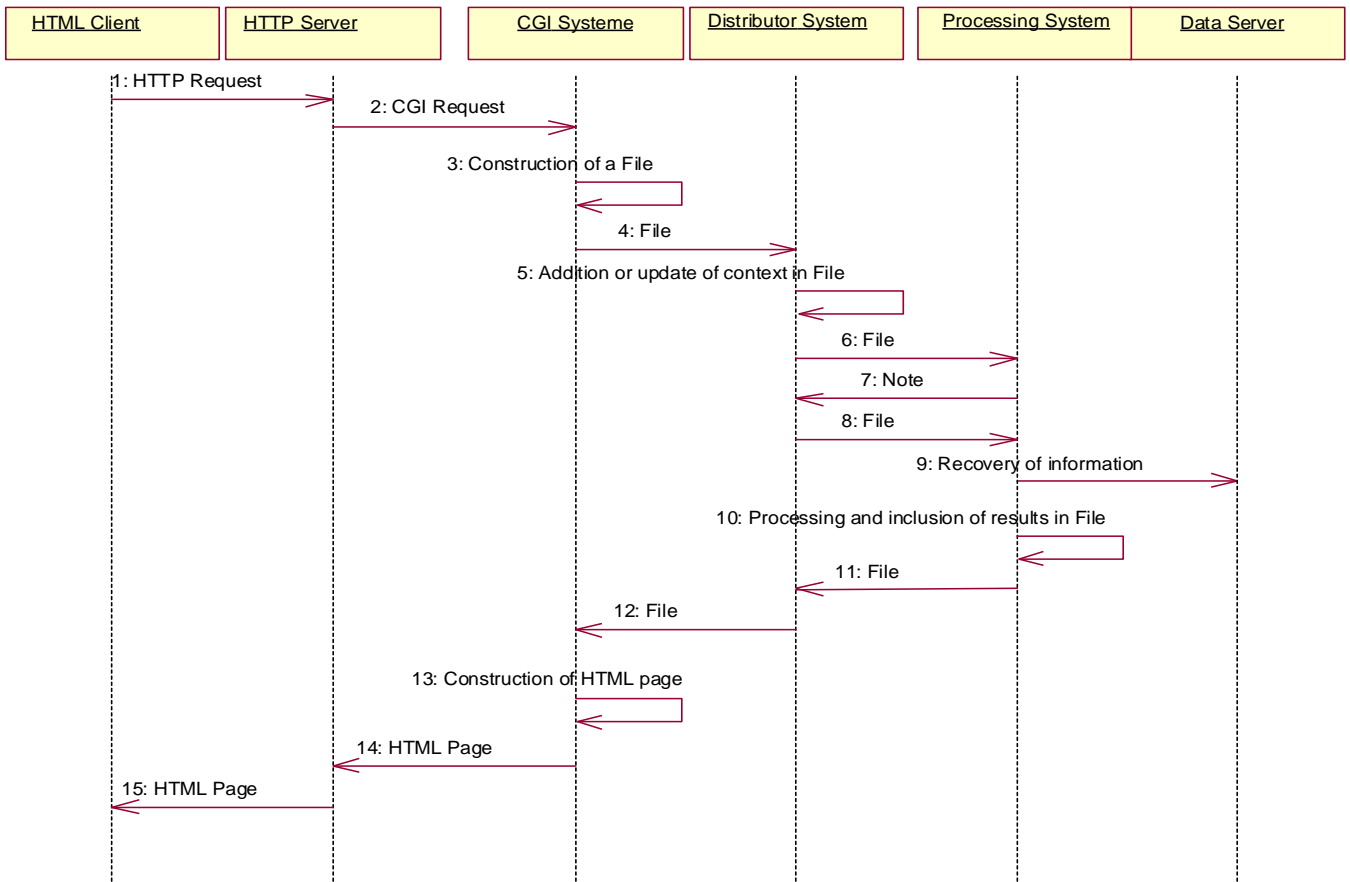 HTML Client
HTTP Server
CGI Systeme
Distributor System
Processing System
Data Server
1: HTTP Request
2: CGI Request
3: Construction of a File
4: File
5: Addition or update of context in File
6: File
7: Note
8: File
9: Recovery of information
10: Processing and inclusion of results in File
11: File
12: File
13: Construction of HTML page
14: HTML Page
15: HTML Page